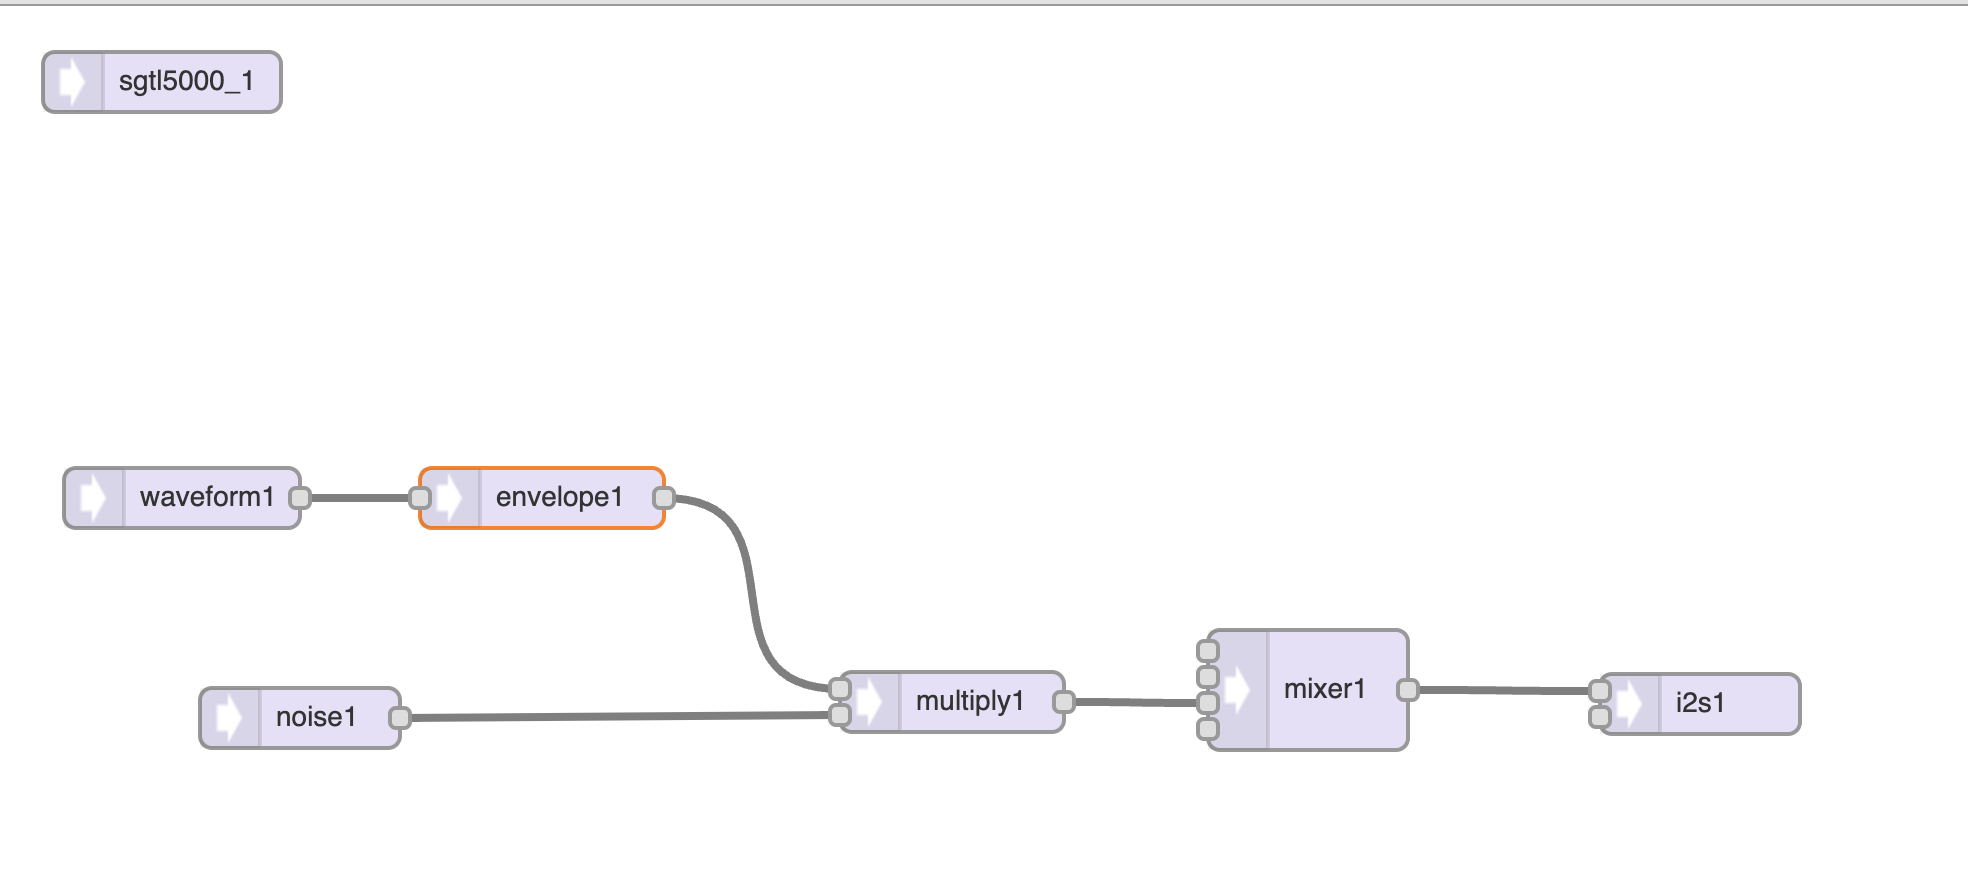 sgtl5000_1
waveform1
envelope1
noise1
multiply1
mixer1
i2s1